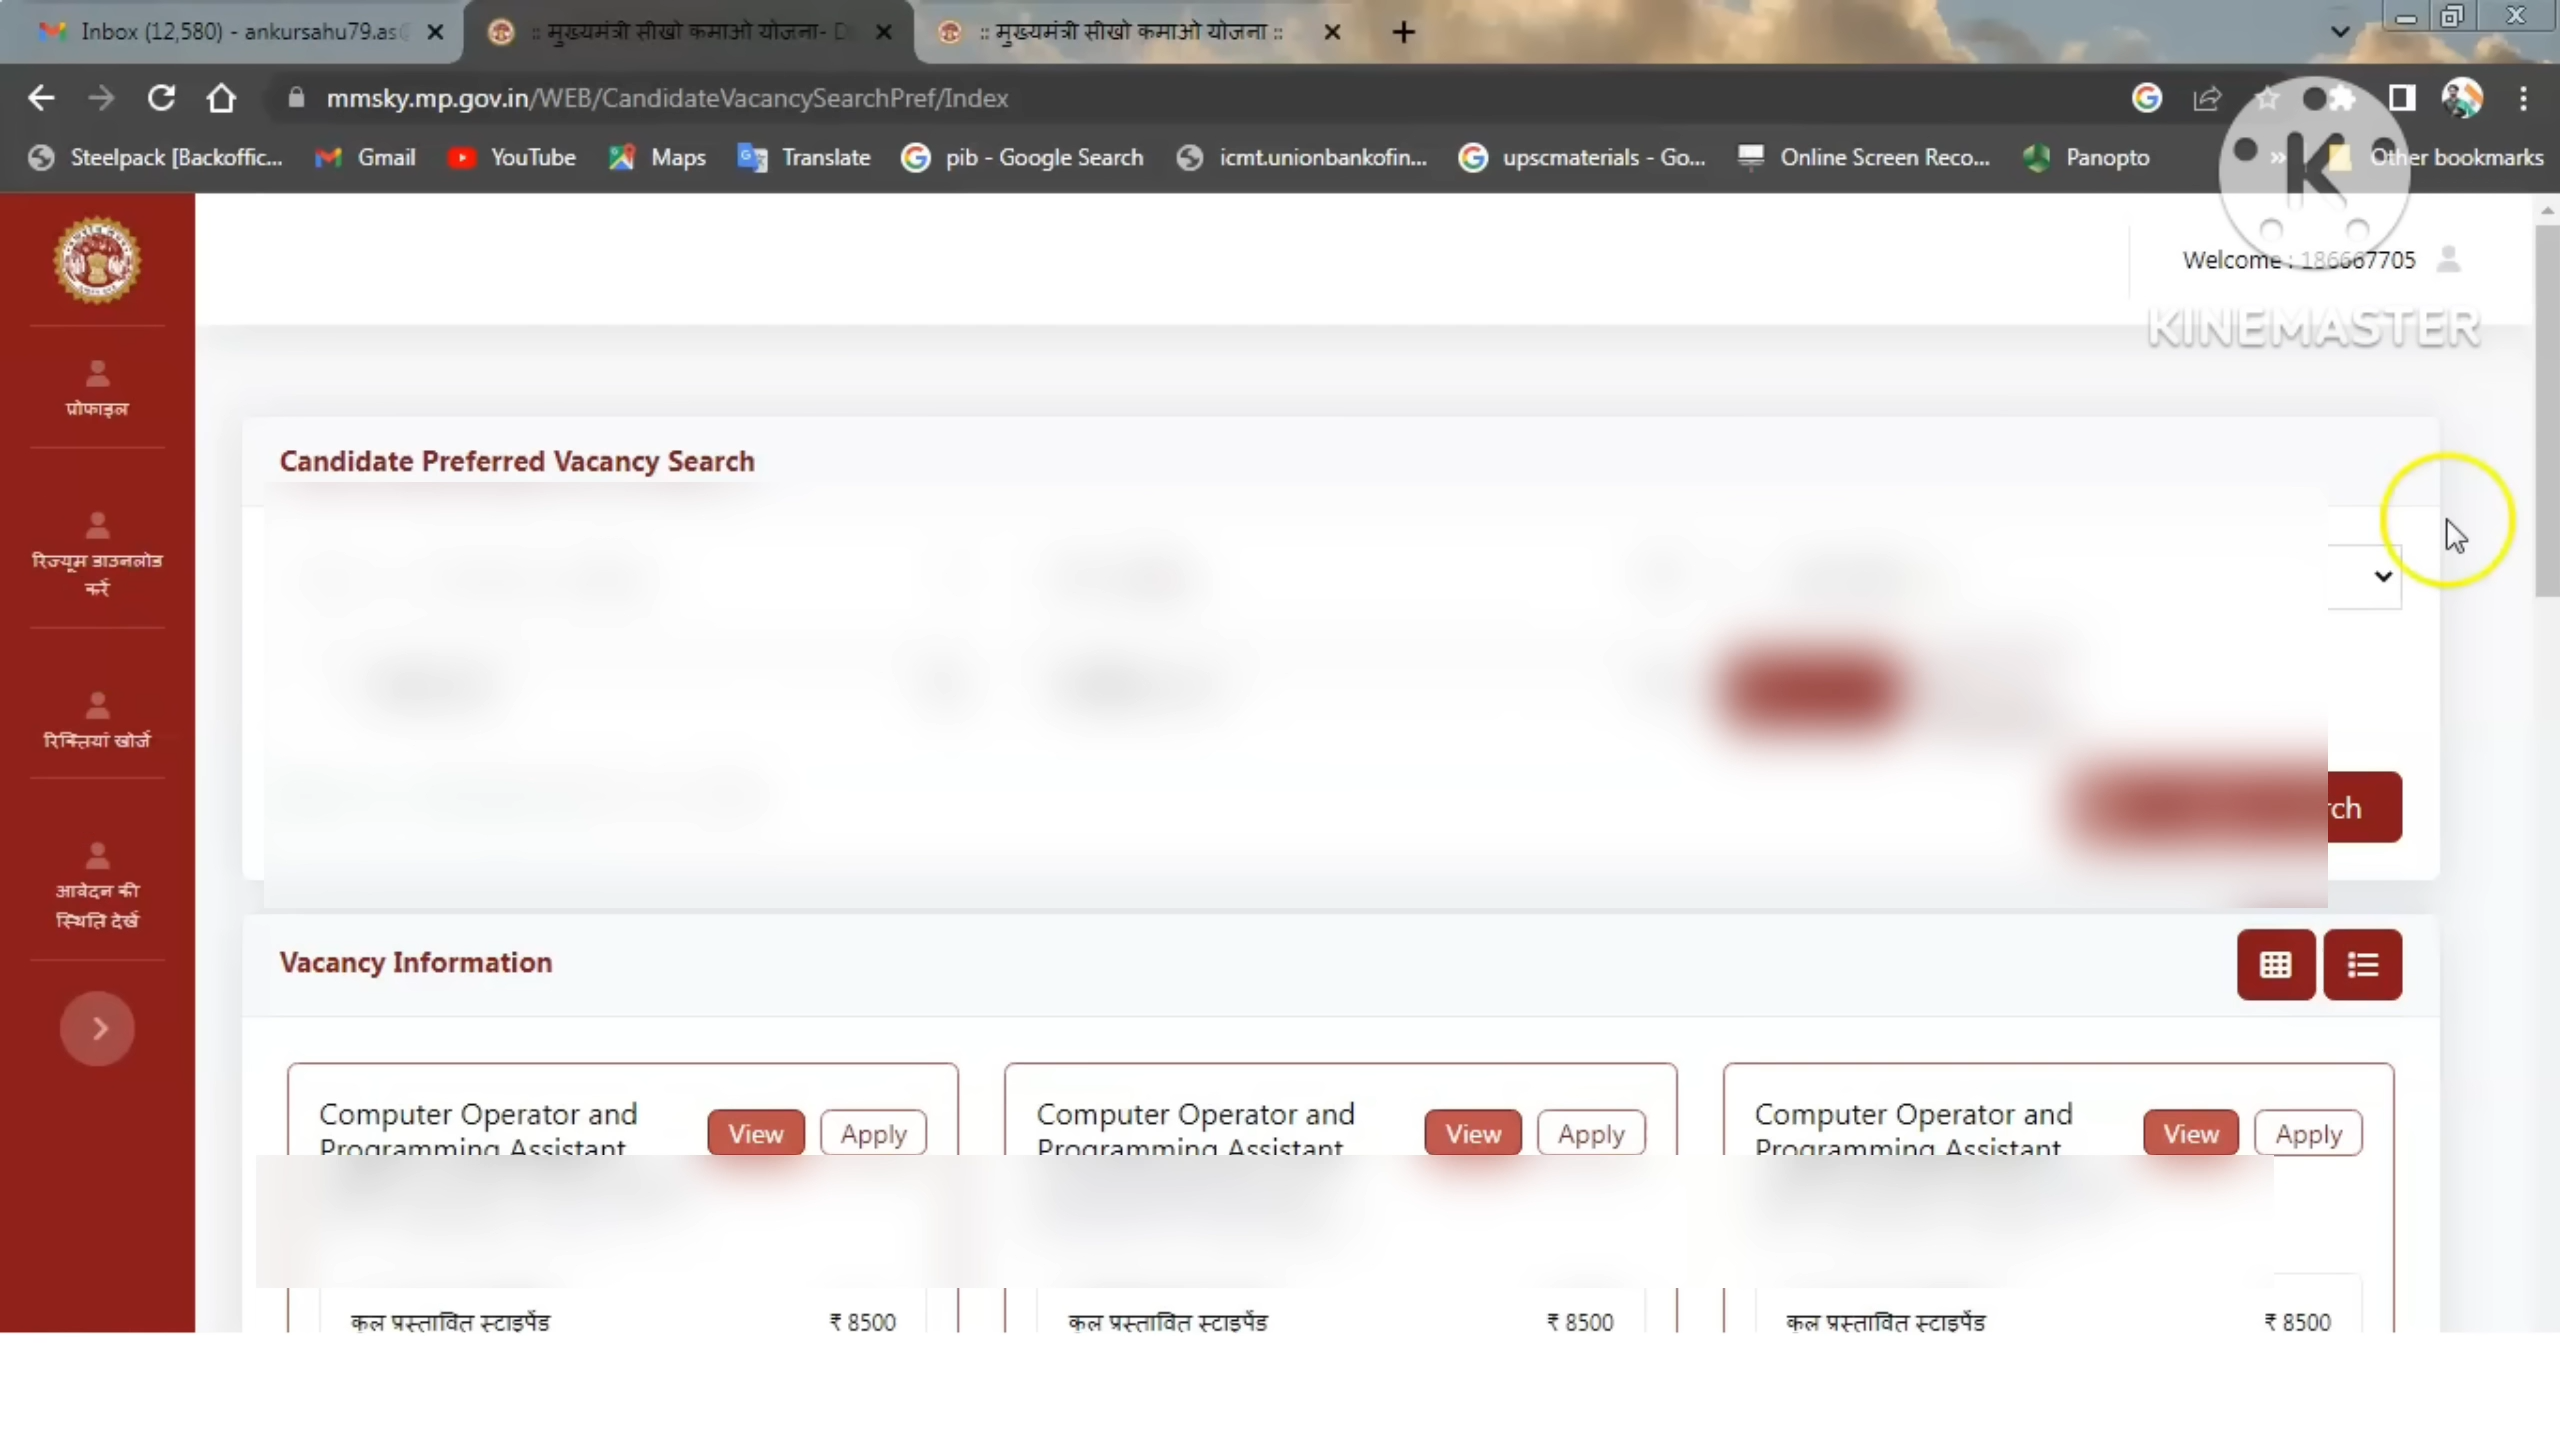 Inbox (12,580) - ankursahu79.as@
:: मुख्यमंत्री सीखो कमाओ योजना- D
:: मुख्यमंत्री सीखो कमाओ योजना ::
mmsky.mp.gov.in/WEB/CandidateVacancySearchPref/Index
Steelpack [Backoffic... Gmail YouTube Maps Translate pib - Google Search icmt.unionbankofin... upscmaterials - Go... Online Screen Reco... Panopto » Other bookmarks
K
Welcome : 186667705
KINEMASTER
प्रोफाइल
रिज्यूम डाउनलोड
करें
रिक्तियां खोजें
आवेदन की
स्थिति देखें
Candidate Preferred Vacancy Search
rch
Vacancy Information
Computer Operator and
Programming Assistant
View Apply
कुल प्रस्तावित स्टाइपेंड ₹ 8500
Computer Operator and
Programming Assistant
View Apply
कुल प्रस्तावित स्टाइपेंड ₹ 8500
Computer Operator and
Programming Assistant
View Apply
कुल प्रस्तावित स्टाइपेंड ₹ 8500